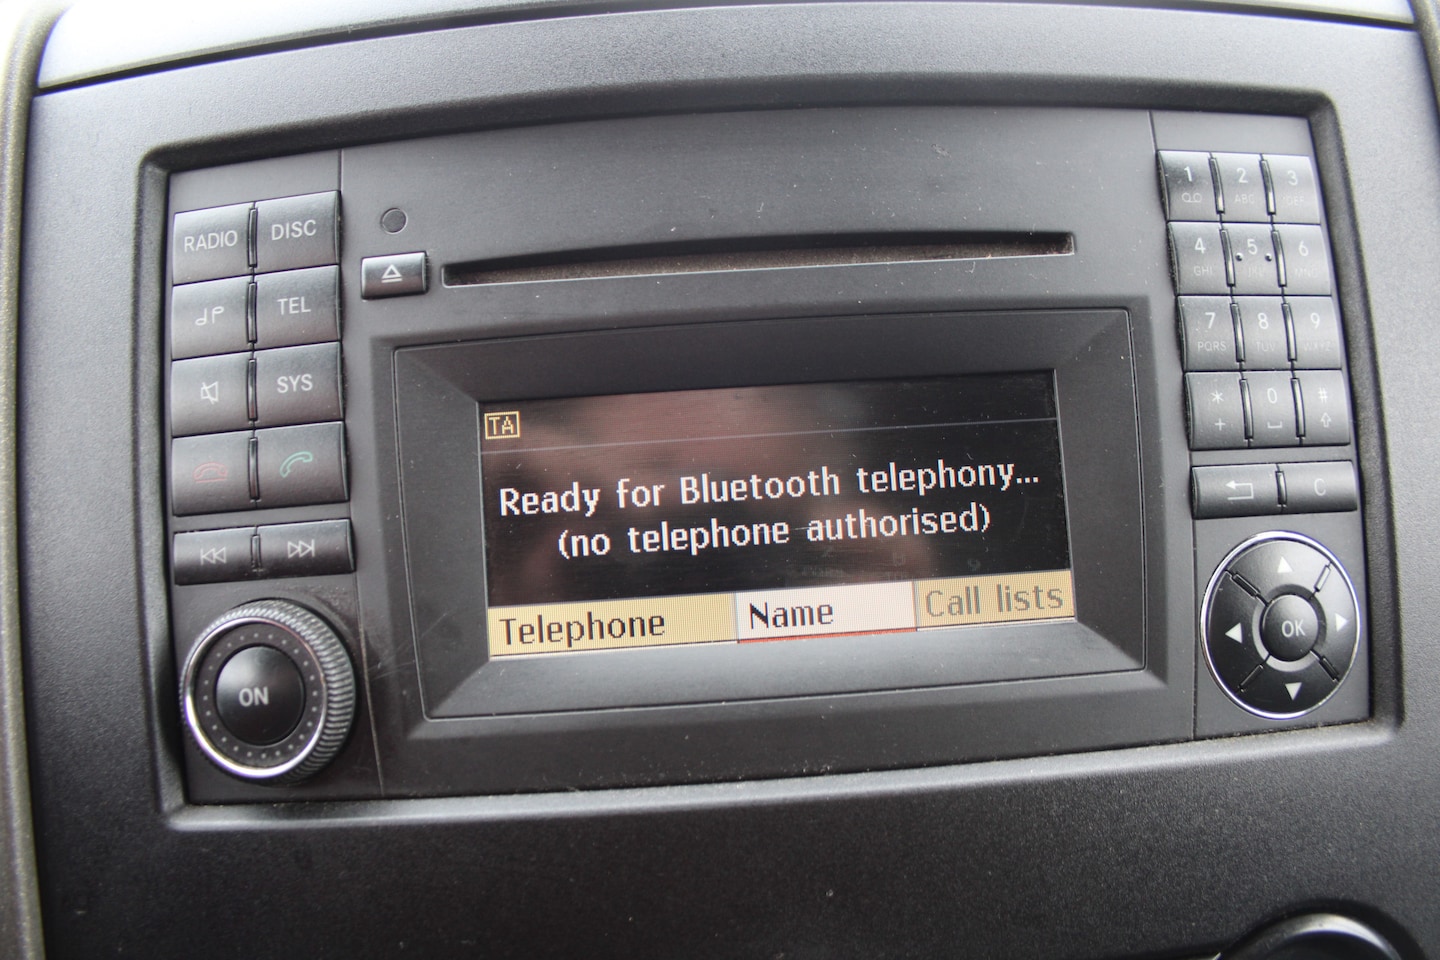 RADIO DISC
TEL
SYS
ON
TA
Ready for Bluetooth telephony...
(no telephone authorised)
Telephone Name Call lists
1 2 3
ABC DEF
4 5 6
GHI JKL MNO
7 8 9
PQRS TUV WXYZ
* 0 #
+
C
OK